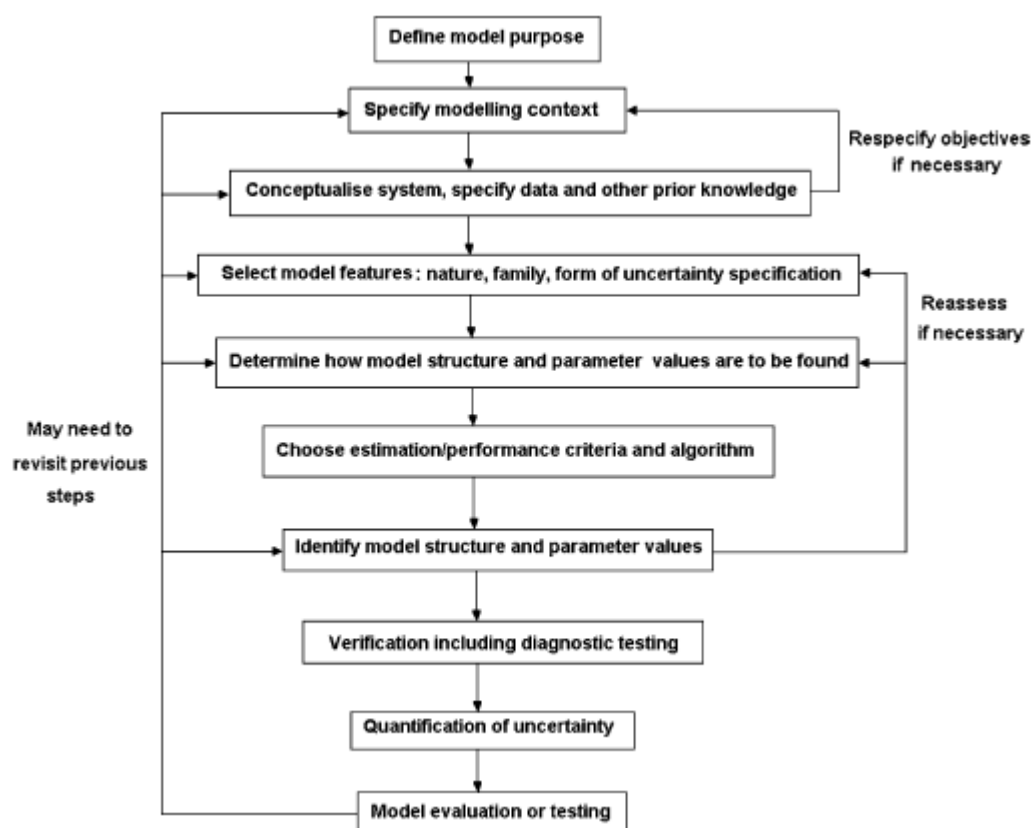 Define model purpose
Specify modelling context
Respecify objectives
if necessary
Conceptualise system, specify data and other prior knowledge
Select model features: nature, family, form of uncertainty specification
Reassess
if necessary
Determine how model structure and parameter values are to be found
May need to
revisit previous
steps
Choose estimation/performance criteria and algorithm
Identify model structure and parameter values
Verification including diagnostic testing
Quantification of uncertainty
Model evaluation or testing